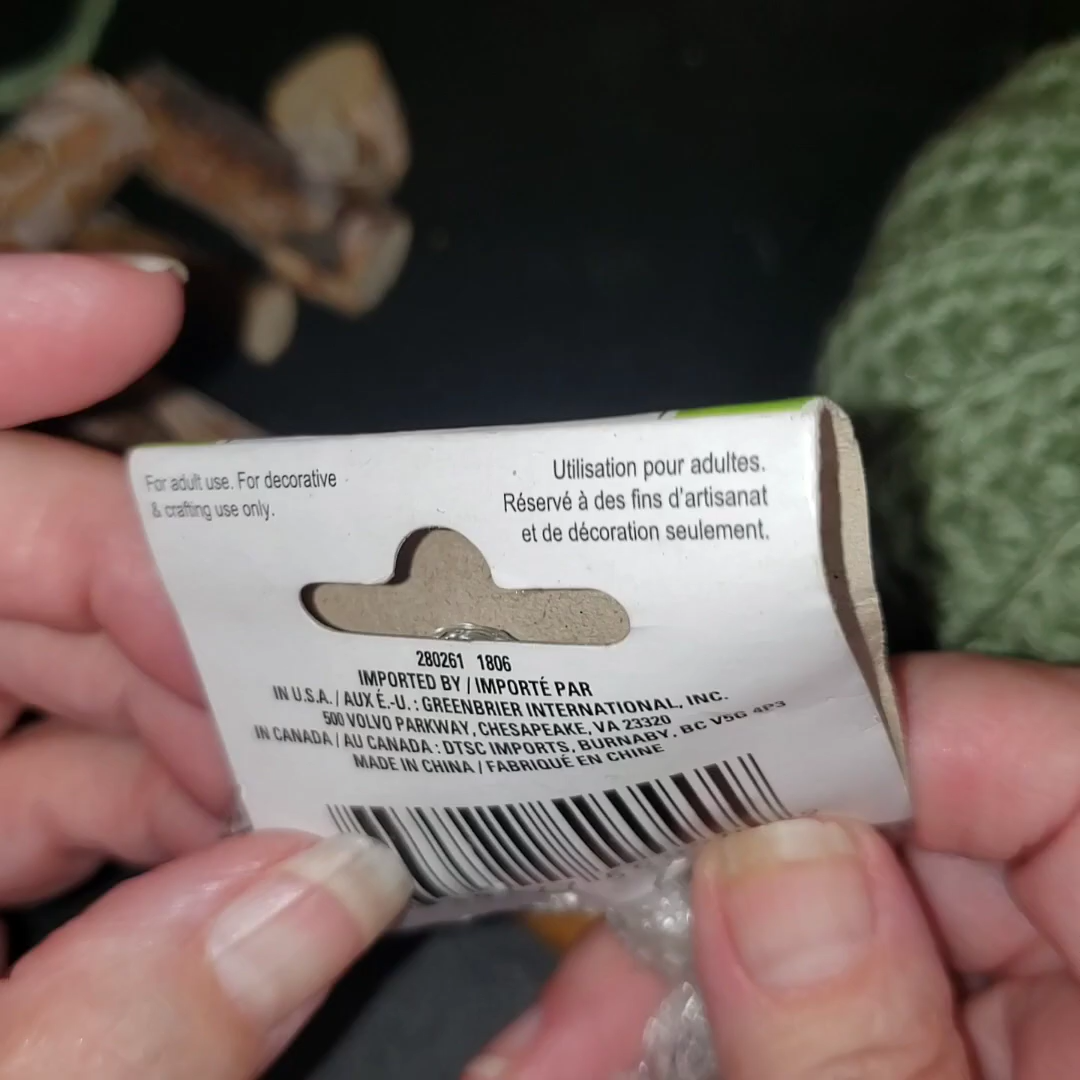 For adult use. For decorative
& crafting use only.
Utilisation pour adultes.
Réservé à des fins d'artisanat
et de décoration seulement.
280261 1806
IMPORTED BY / IMPORTÉ PAR
IN U.S.A. / AUX É.-U. : GREENBRIER INTERNATIONAL, INC.
500 VOLVO PARKWAY, CHESAPEAKE, VA 23320
IN CANADA / AU CANADA : DTSC IMPORTS, BURNABY, BC V5G 4P3
MADE IN CHINA / FABRIQUÉ EN CHINE